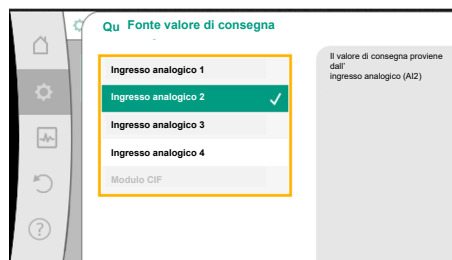 Qu Fonte valore di consegna
Ingresso analogico 1
Ingresso analogico 2
Ingresso analogico 3
Ingresso analogico 4
Modulo CIF
Il valore di consegna proviene
dall'
ingresso analogico (AI2)